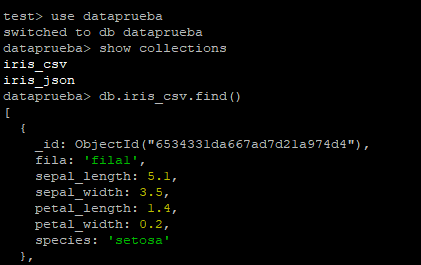 test> use dataprueba
switched to db dataprueba
dataprueba> show collections
iris_csv
iris_json
dataprueba> db.iris_csv.find()
[
  {
    _id: ObjectId("6534331da667ad7d21a974d4"),
    fila: 'fila1',
    sepal_length: 5.1,
    sepal_width: 3.5,
    petal_length: 1.4,
    petal_width: 0.2,
    species: 'setosa'
  },